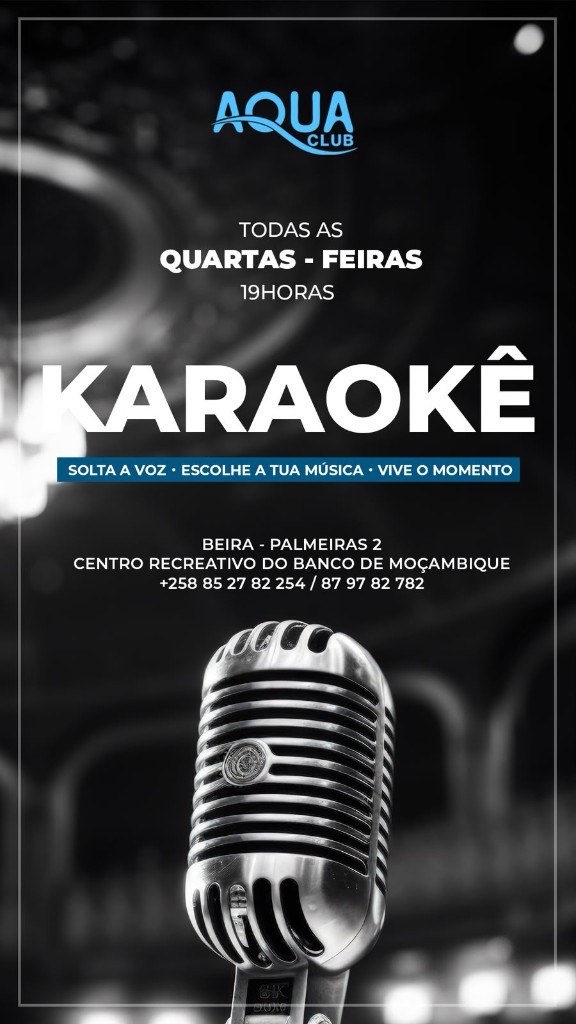 AQUA
CLUB
TODAS AS
QUARTAS - FEIRAS
19HORAS
KARAOKÊ
SOLTA A VOZ • ESCOLHE A TUA MÚSICA • VIVE O MOMENTO
BEIRA - PALMEIRAS 2
CENTRO RECREATIVO DO BANCO DE MOÇAMBIQUE
+258 85 27 82 254 / 87 97 82 782